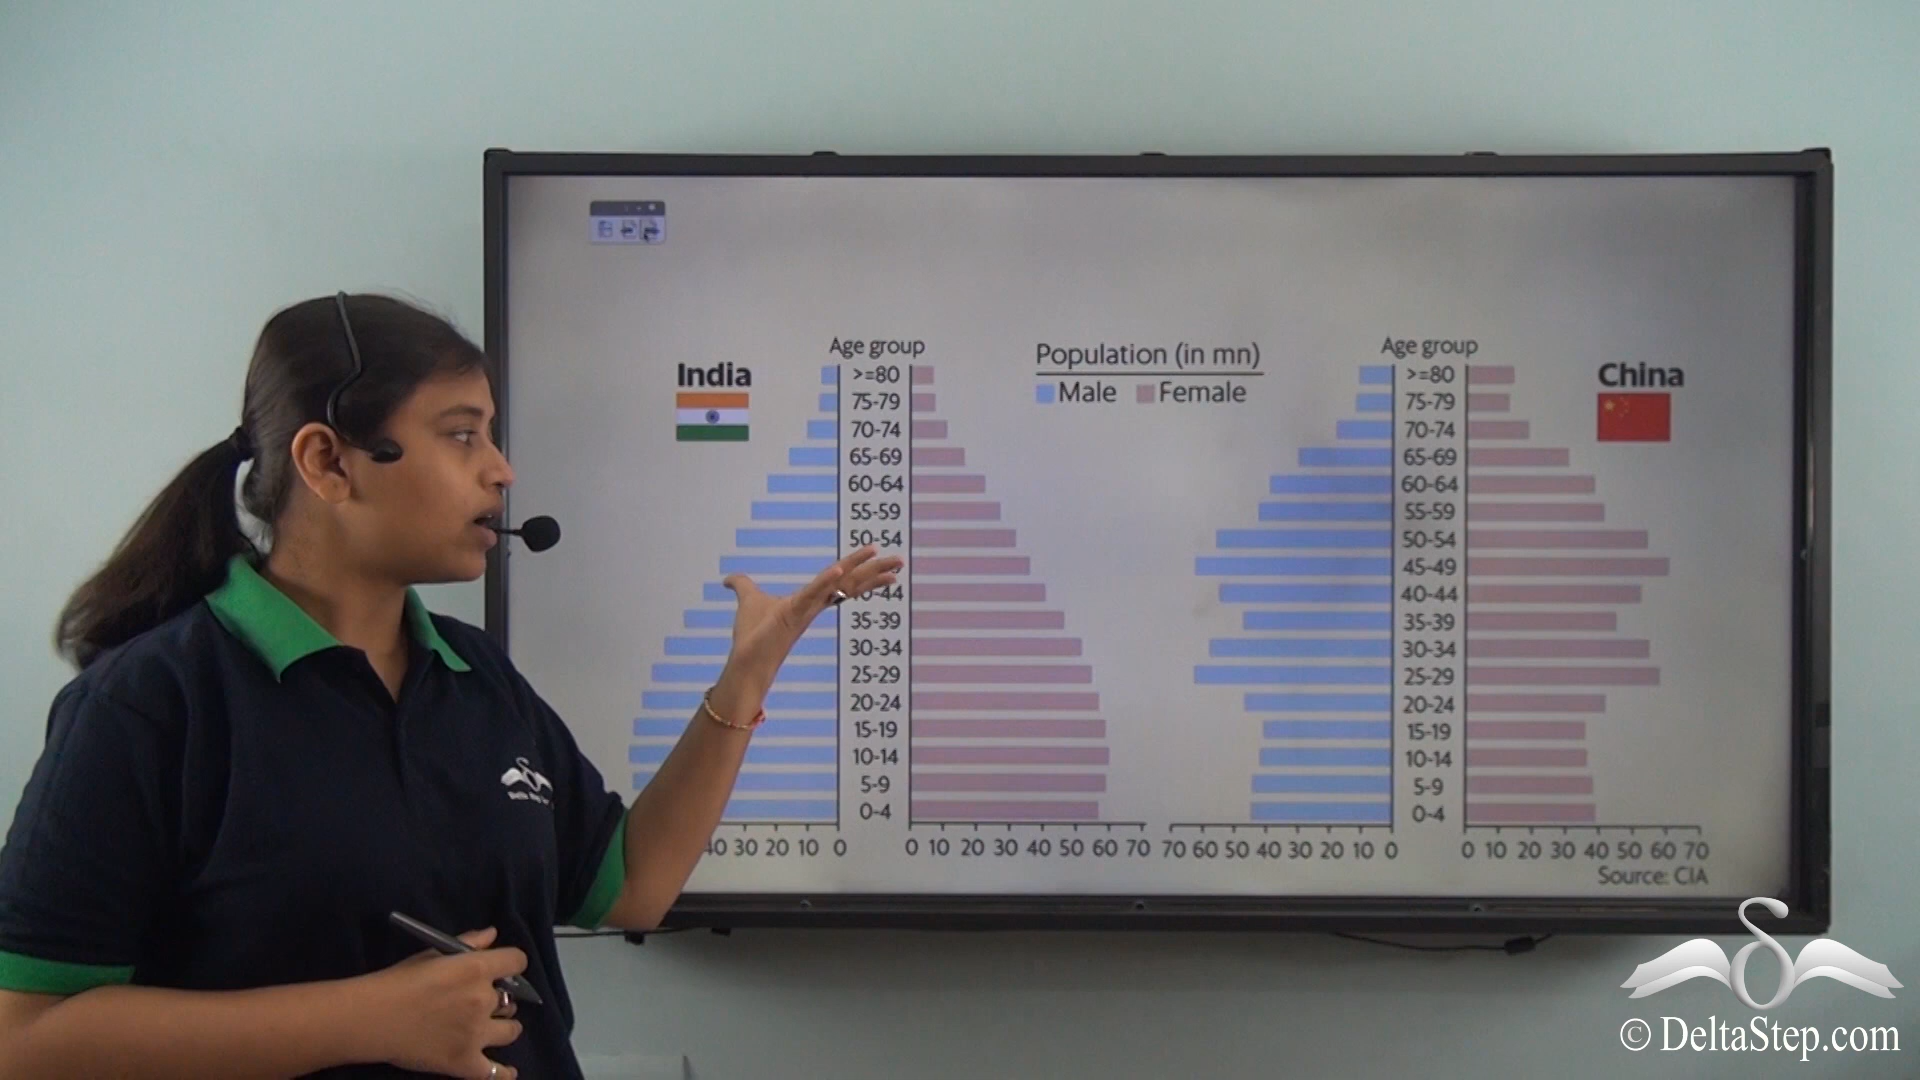 Age group
Population (in mn)
Age group
India
>=80
Male
Female
>=80
China
75-79
75-79
70-74
70-74
65-69
65-69
60-64
60-64
55-59
55-59
50-54
50-54
45-49
40-44
35-39
35-39
30-34
30-34
25-29
25-29
20-24
20-24
15-19
15-19
10-14
10-14
5-9
5-9
0-4
0-4
40 30 20 10 0
0 10 20 30 40 50 60 70
70 60 50 40 30 20 10 0
0 10 20 30 40 50 60 70
Source: CIA
© DeltaStep.com